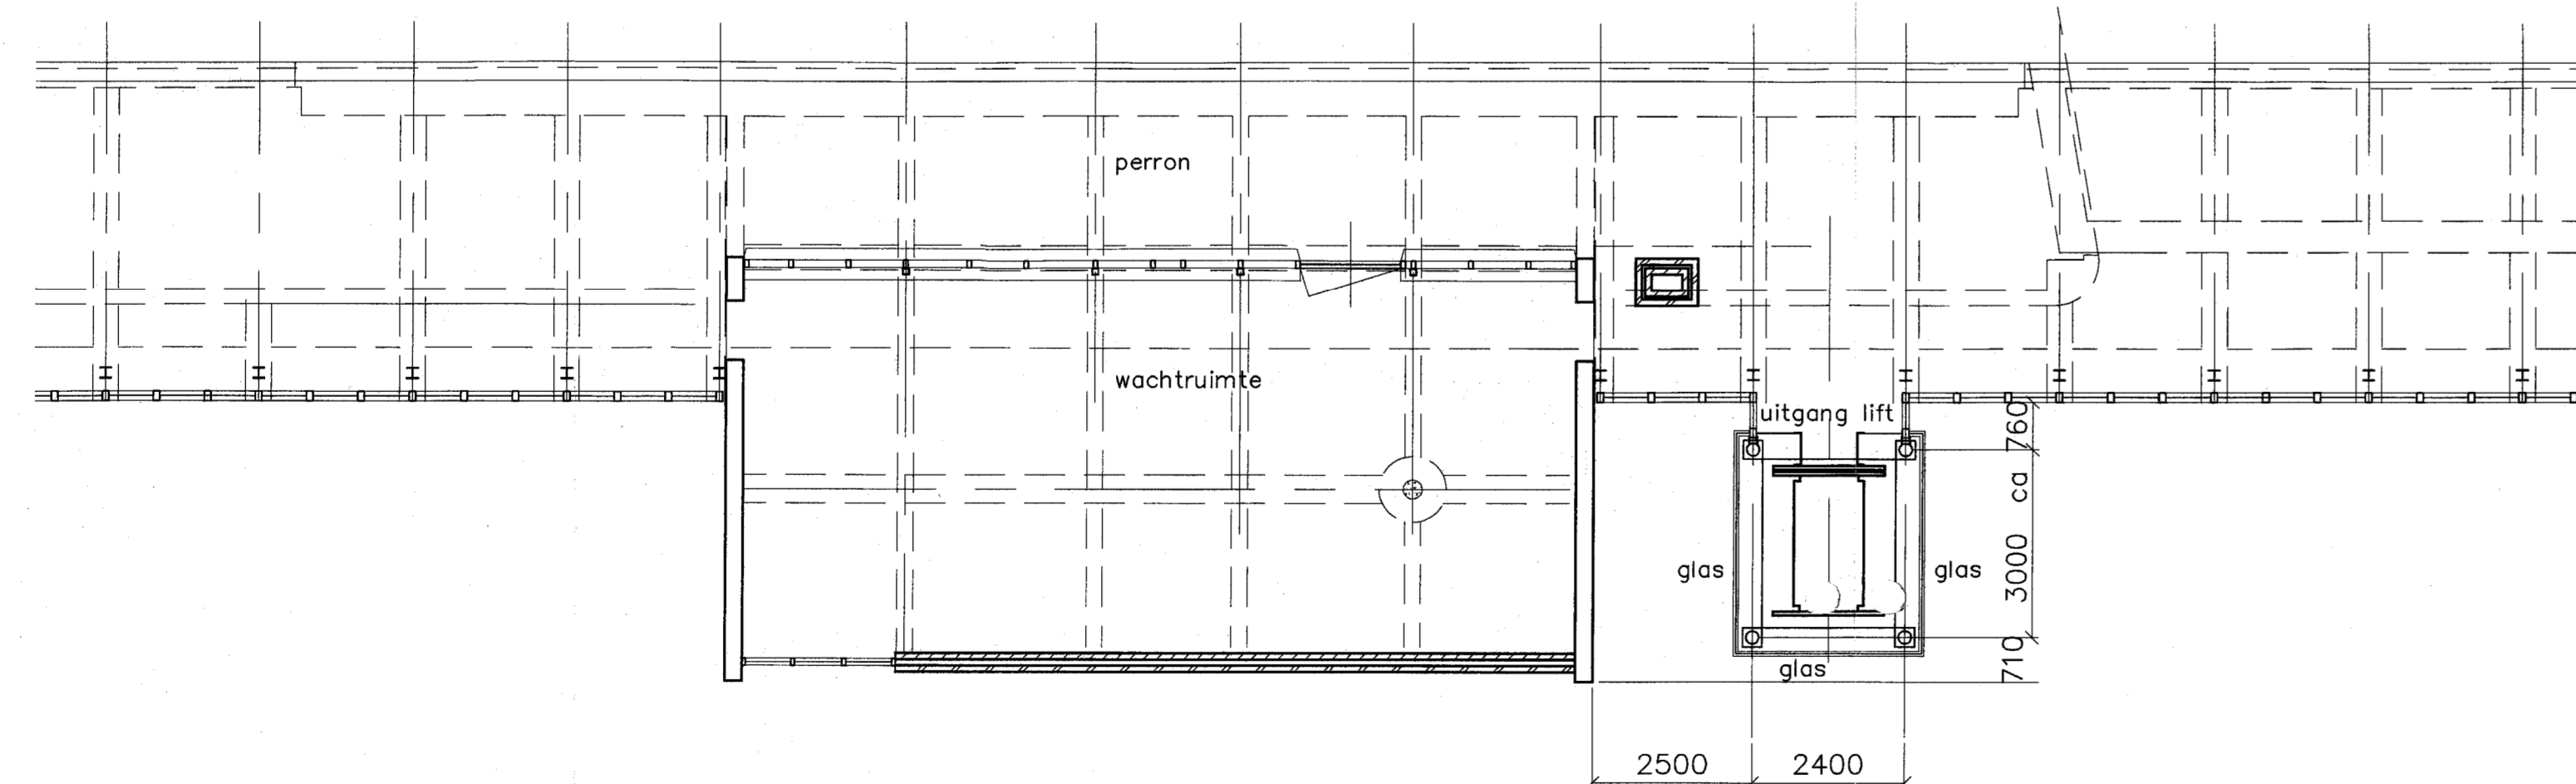 perron
wachtruimte
uitgang lift
760
glas
glas
3000 ca
710
glas
2500
2400